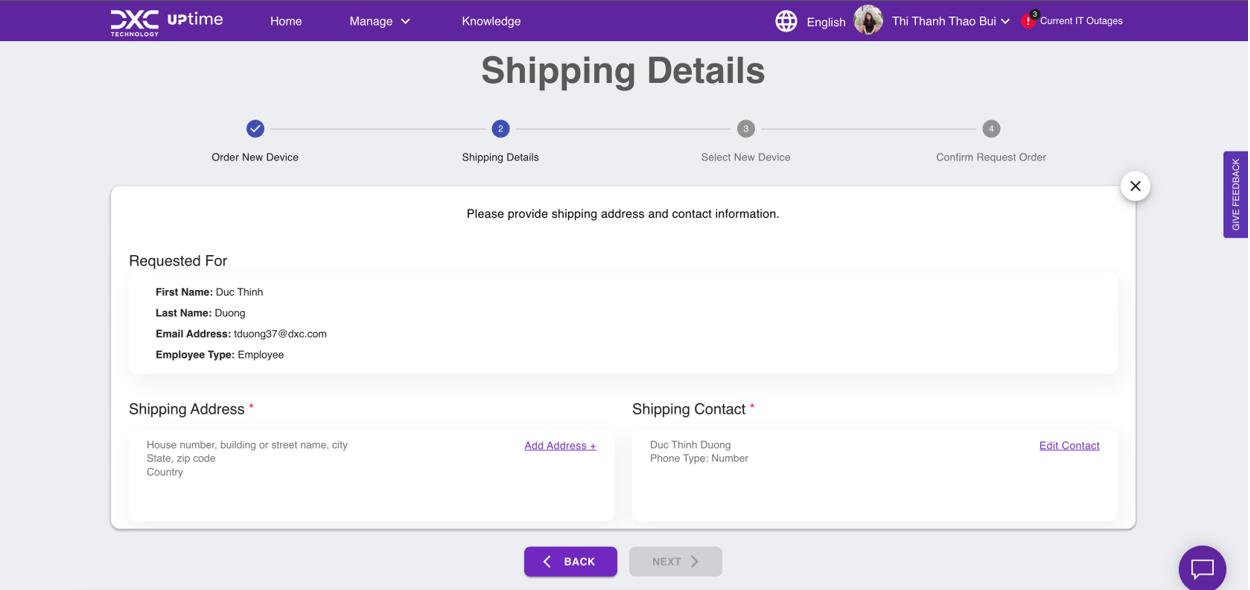 DXC UPtime
TECHNOLOGY
Home
Manage
Knowledge
English
Thi Thanh Thao Bui
3
! Current IT Outages
Shipping Details
2
3
4
Order New Device
Shipping Details
Select New Device
Confirm Request Order
GIVE FEEDBACK
Please provide shipping address and contact information.
Requested For
First Name: Duc Thinh
Last Name: Duong
Email Address: tduong37@dxc.com
Employee Type: Employee
Shipping Address *
House number, building or street name, city
State, zip code
Country
Add Address +
Shipping Contact *
Duc Thinh Duong
Phone Type: Number
Edit Contact
BACK
NEXT